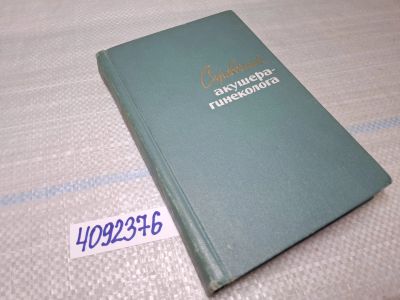 Справочник
акушера-
гинеколога
4092376